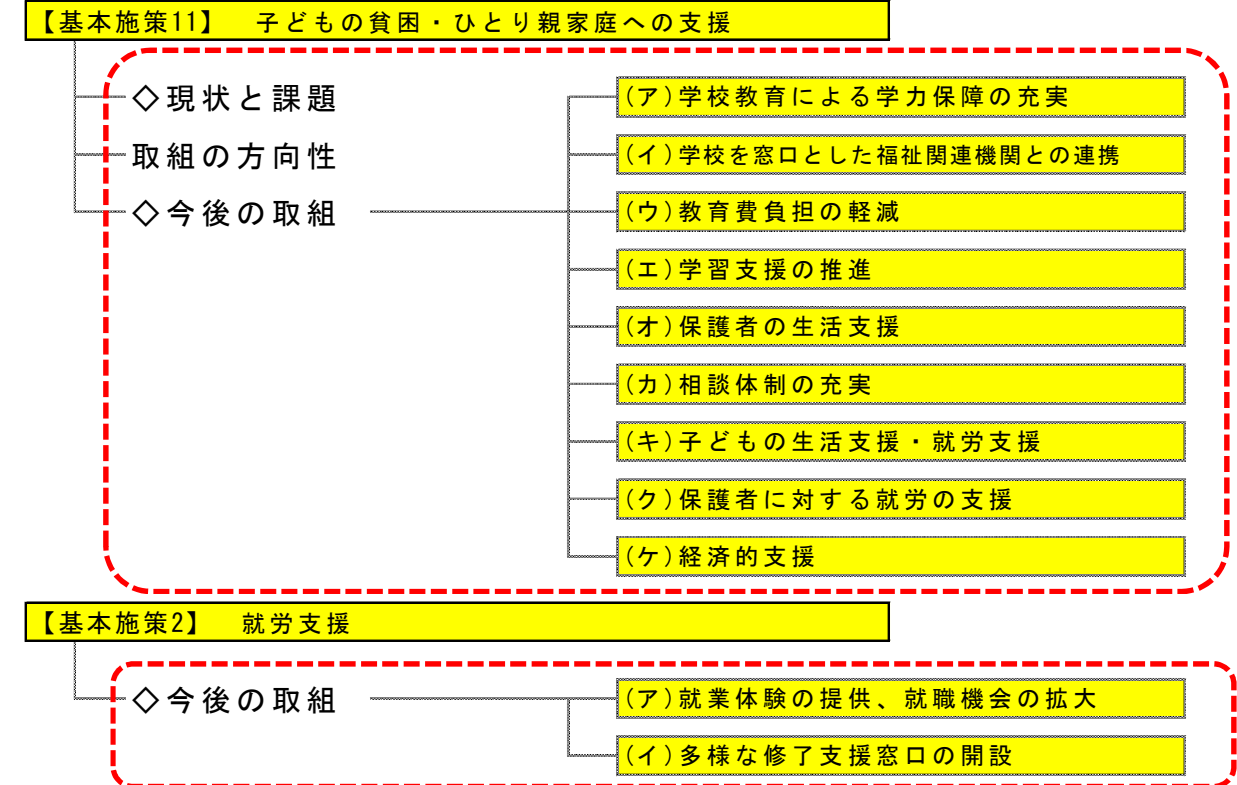 【基本施策11】 子どもの貧困・ひとり親家庭への支援
◇現状と課題
取組の方向性
◇今後の取組
(ア)学校教育による学力保障の充実
(イ)学校を窓口とした福祉関連機関との連携
(ウ)教育費負担の軽減
(エ)学習支援の推進
(オ)保護者の生活支援
(カ)相談体制の充実
(キ)子どもの生活支援・就労支援
(ク)保護者に対する就労の支援
(ケ)経済的支援
【基本施策2】 就労支援
◇今後の取組
(ア)就業体験の提供、就職機会の拡大
(イ)多様な修了支援窓口の開設